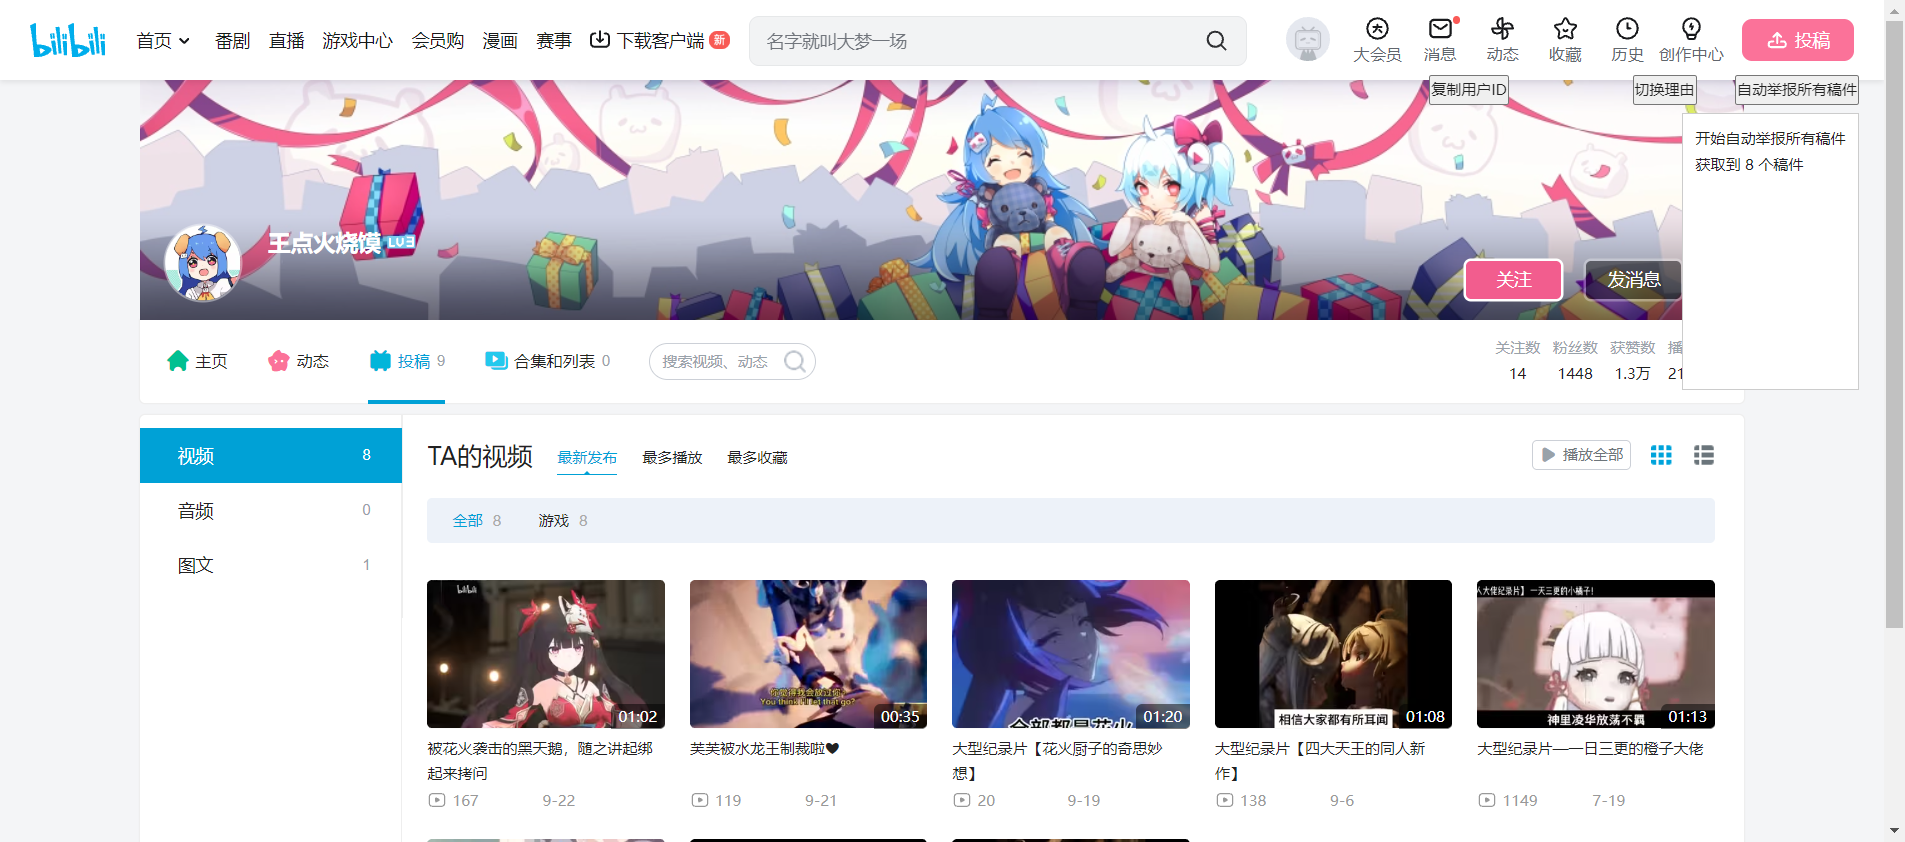 bilibili
首页
番剧
直播
游戏中心
会员购
漫画
赛事
下载客户端
新
名字就叫大梦一场
大会员
消息
动态
收藏
历史
创作中心
投稿
复制用户ID
切换理由
自动举报所有稿件
开始自动举报所有稿件
获取到 8 个稿件
王点火烧馍 LV3
关注
发消息
主页
动态
投稿 9
合集和列表 0
搜索视频、动态
关注数 粉丝数 获赞数 播
14 1448 1.3万 21
视频 8
音频 0
图文 1
TA的视频
最新发布
最多播放
最多收藏
播放全部
全部 8
游戏 8
bilibili
01:02
你觉得我会放过你?
You think I'll let that go?
00:35
全部都是花火
01:20
相信大家都有所耳闻
01:08
人大佬纪录片】 一天三更的小橘子!
神里凌华放荡不羁
01:13
被花火袭击的黑天鹅，随之讲起绑
起来拷问
167 9-22
芙芙被水龙王制裁啦♥
119 9-21
大型纪录片【花火厨子的奇思妙
想】
20 9-19
大型纪录片【四大天王的同人新
作】
138 9-6
大型纪录片—一日三更的橙子大佬
1149 7-19